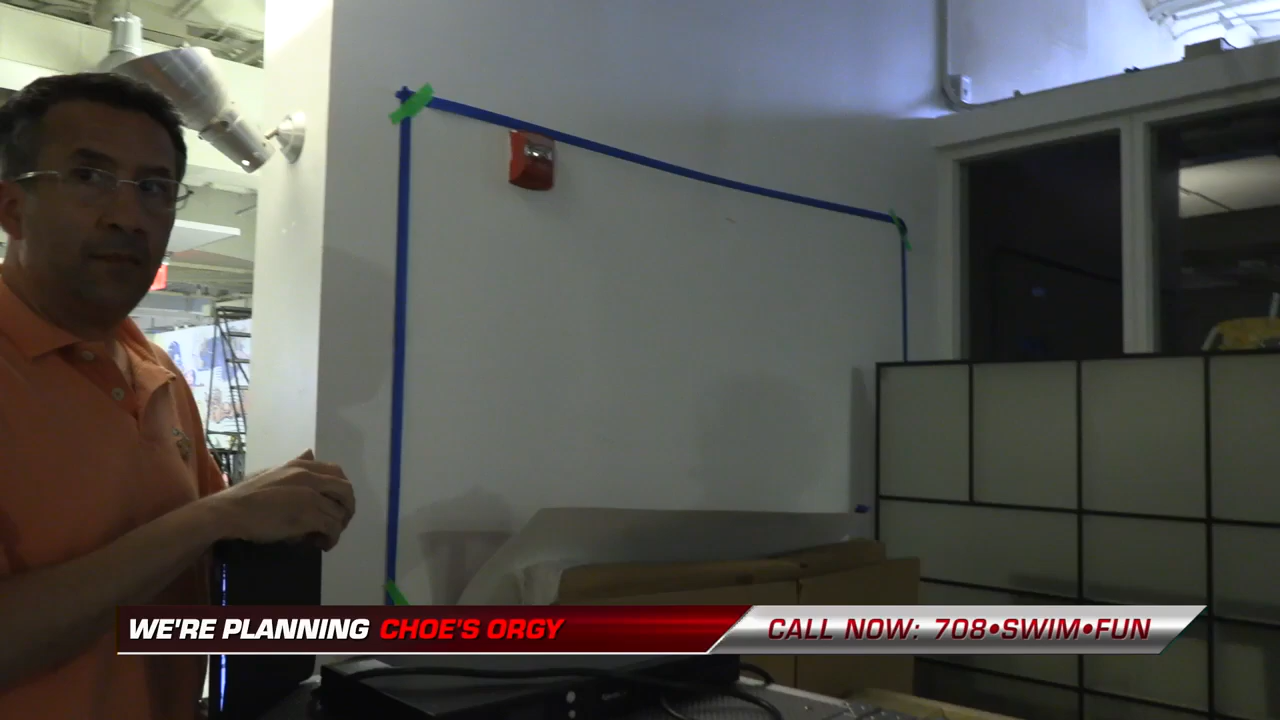 WE'RE PLANNING CHOE'S ORGY
CALL NOW: 708•SWIM•FUN